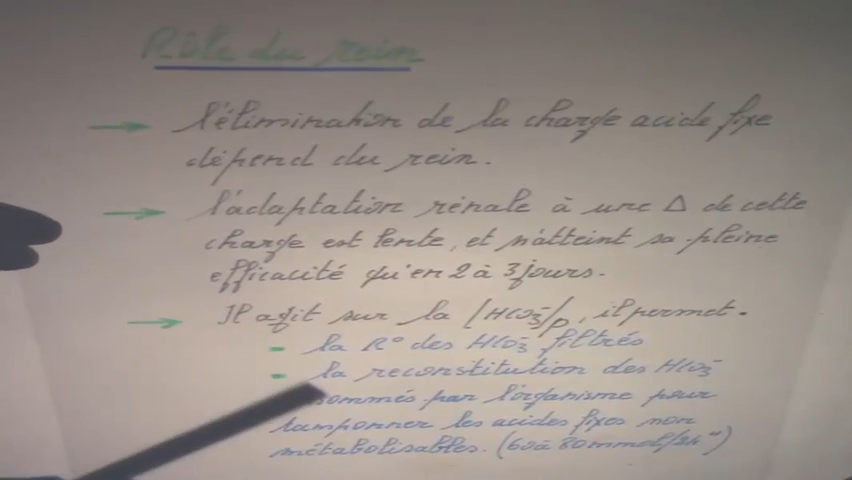 Rôle du rein
→ l'élimination de la charge acide fixe
dépend du rein.
→ l'adaptation rénale à une Δ de cette
charge est lente, et n'atteint sa pleine
efficacité qu'en 2 à 3 jours.
→ Il agit sur la [HCO3-]p, il permet.
- la R° des HCO3- filtrés
- la reconstitution des HCO3-
sommés par l'organisme pour
tamponner les acides fixes non
métabolisables. (60 à 80 mmol/24h)